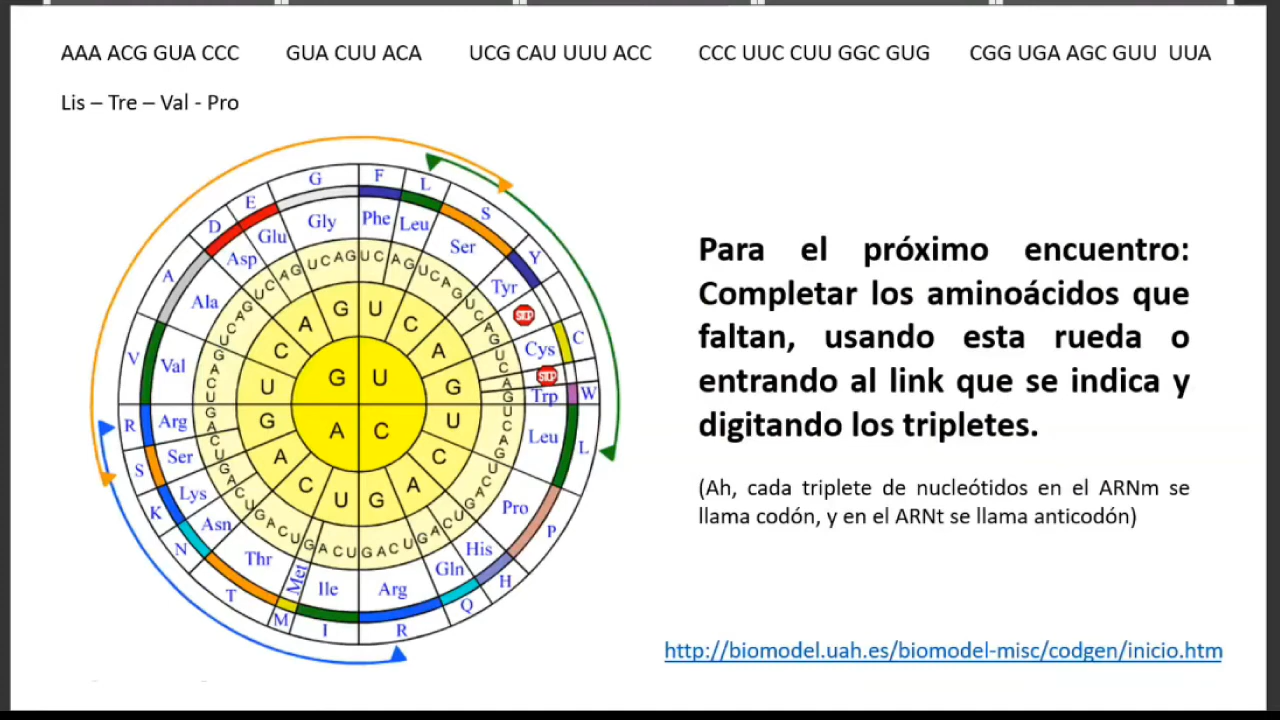 AAA ACG GUA CCC GUA CUU ACA UCG CAU UUU ACC CCC UUC CUU GGC GUG CGG UGA AGC GUU UUA
Lis – Tre – Val - Pro
G F L S Y C W L P H Q R I M T N K S R V A D E
Gly Phe Leu Ser Tyr STOP Cys STOP Trp Leu Pro His Gln Arg Ile Met Thr Asn Lys Ser Arg Val Ala Asp Glu
U C A G U C A G U C A G U C A G U C A G U C A G U C A G U C A G U C A G U C A G U C A G U C A G U C A G U C A G U C A G U C A G
U C A G U C A G U C A G U C A G
G U
A C
Para el próximo encuentro:
Completar los aminoácidos que
faltan, usando esta rueda o
entrando al link que se indica y
digitando los tripletes.
(Ah, cada triplete de nucleótidos en el ARNm se
llama codón, y en el ARNt se llama anticodón)
http://biomodel.uah.es/biomodel-misc/codgen/inicio.htm